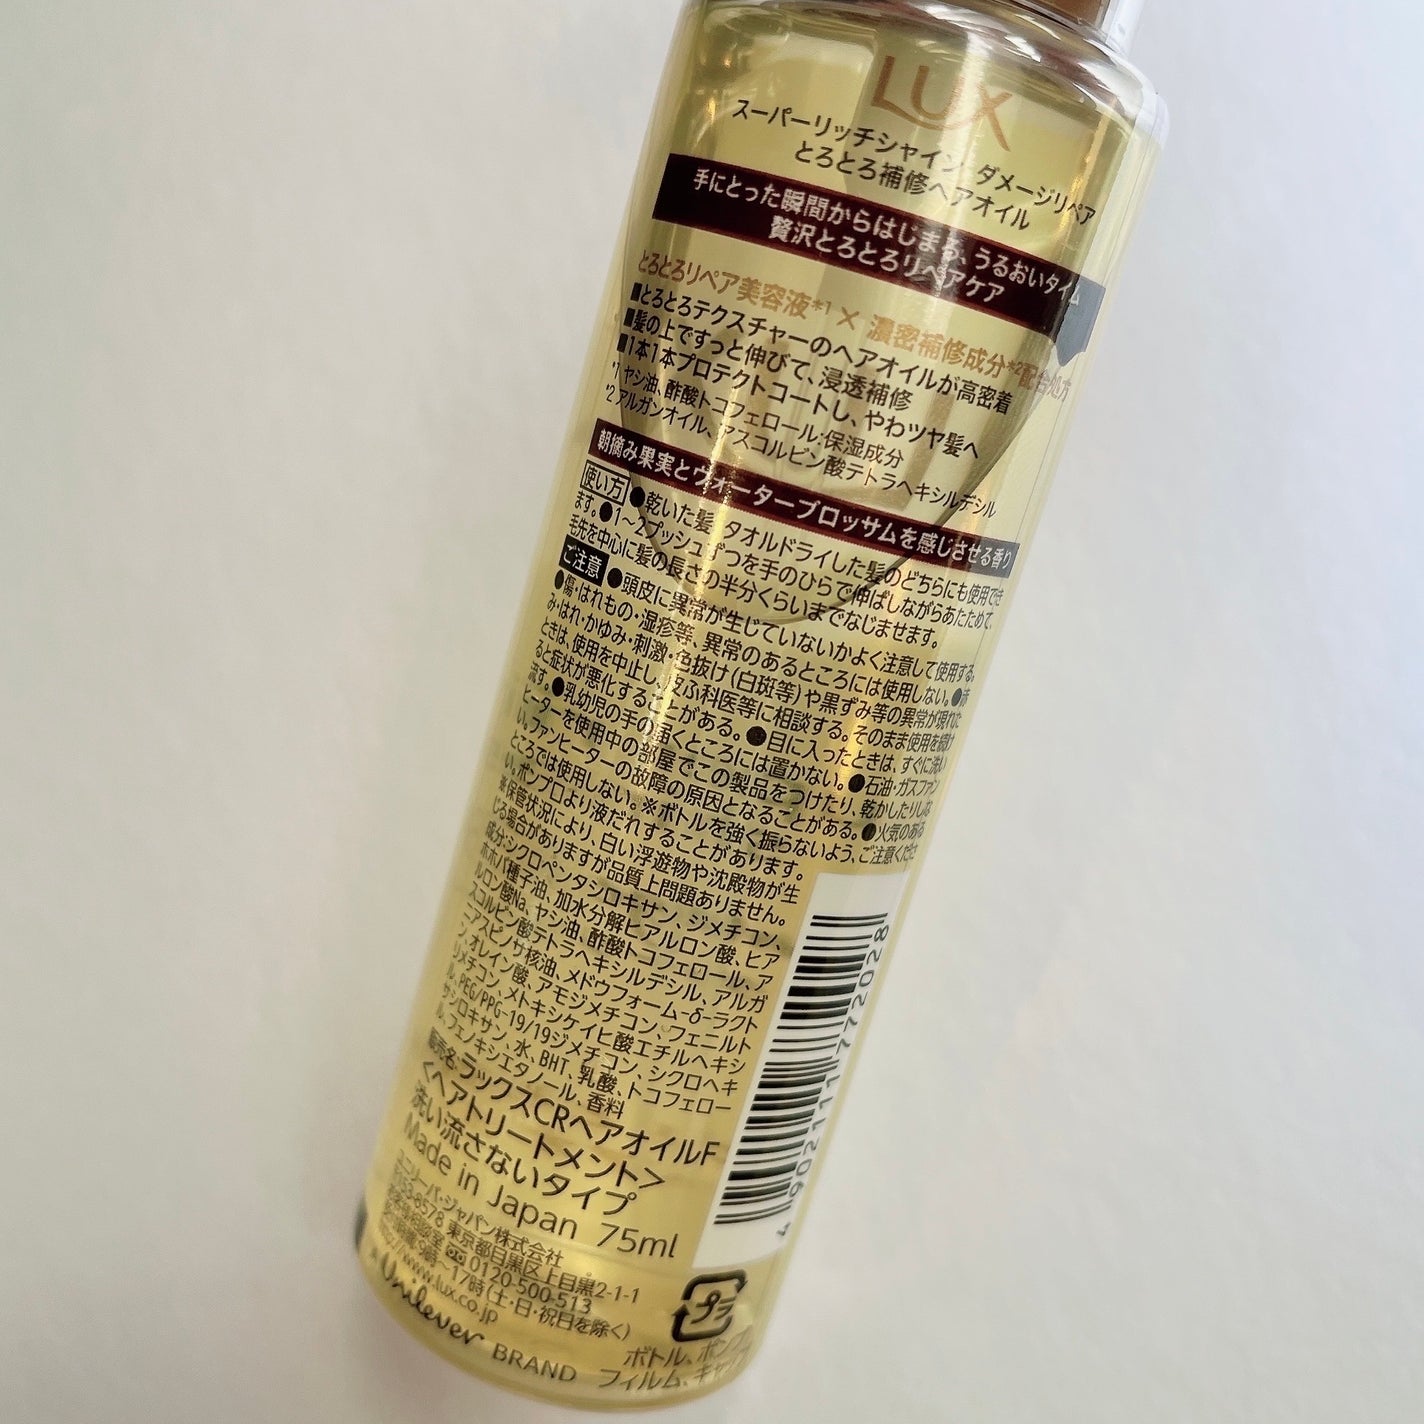 LUX
スーパーリッチシャイン ダメージリペア
とろとろ補修ヘアオイル
手にとった瞬間からはじまる、うるおいタイム
贅沢とろとろリペアケア
とろとろリペア美容液*1 × 濃密補修成分*2配合処方
■とろとろテクスチャーのヘアオイルが高密着
■髪の上ですっと伸びて、浸透補修
■1本1本プロテクトコートし、やわツヤ髪へ
*1 ヤシ油、酢酸トコフェロール:保湿成分
*2 アルガンオイル、アスコルビン酸テトラヘキシルデシル
朝摘み果実とウォーターブロッサムを感じさせる香り
使い方 ●乾いた髪、タオルドライした髪のどちらにも使用でき
ます。●1〜2プッシュずつを手のひらで伸ばしながらあたためて、
毛先を中心に髪の長さの半分くらいまでなじませます。
ご注意 ●頭皮に異常が生じていないかよく注意して使用する。
●傷・はれもの・湿疹等、異常のあるところには使用しない。●赤
み・はれ・かゆみ・刺激・色抜け(白斑等)や黒ずみ等の異常が現れた
ときは、使用を中止し、皮ふ科医等に相談する。そのまま使用を続け
ると症状が悪化することがある。●目に入ったときは、すぐに洗い
流す。●乳幼児の手の届くところには置かない。●石油・ガスファン
ヒーターを使用中の部屋でこの製品をつけたり、乾かしたりしな
い。ファンヒーターの故障の原因となることがある。●火気のある
ところでは使用しない。※ボトルを強く振らないよう、ご注意くださ
い。ポンプ口より液だれすることがあります。
※保管状況により、白い浮遊物や沈殿物が生
じる場合がありますが品質上問題ありません。
成分:シクロペンタシロキサン、ジメチコン、
ホホバ種子油、加水分解ヒアルロン酸、ヒア
ルロン酸Na、ヤシ油、酢酸トコフェロール、ア
スコルビン酸テトラヘキシルデシル、アルガ
ニアスピノサ核油、メドウフォーム-δ-ラクト
ン、オレイン酸、アモジメチコン、フェニルト
リメチコン、メトキシケイヒ酸エチルヘキシ
ル、PEG/PPG-19/19ジメチコン、シクロヘキ
サシロキサン、水、BHT、乳酸、トコフェロー
ル、フェノキシエタノール、香料
販売名:ラックスCRヘアオイルF
<ヘアトリートメント>
洗い流さないタイプ
Made in Japan 75ml
ユニリーバ・ジャパン株式会社
〒153-8578 東京都目黒区上目黒2-1-1
お客様相談室 0120-500-513
9時〜17時(土・日・祝日を除く)
http://www.lux.co.jp
a Unilever BRAND
4902111772028
プラ
ボトル、ポンプ
フィルム、キャップ